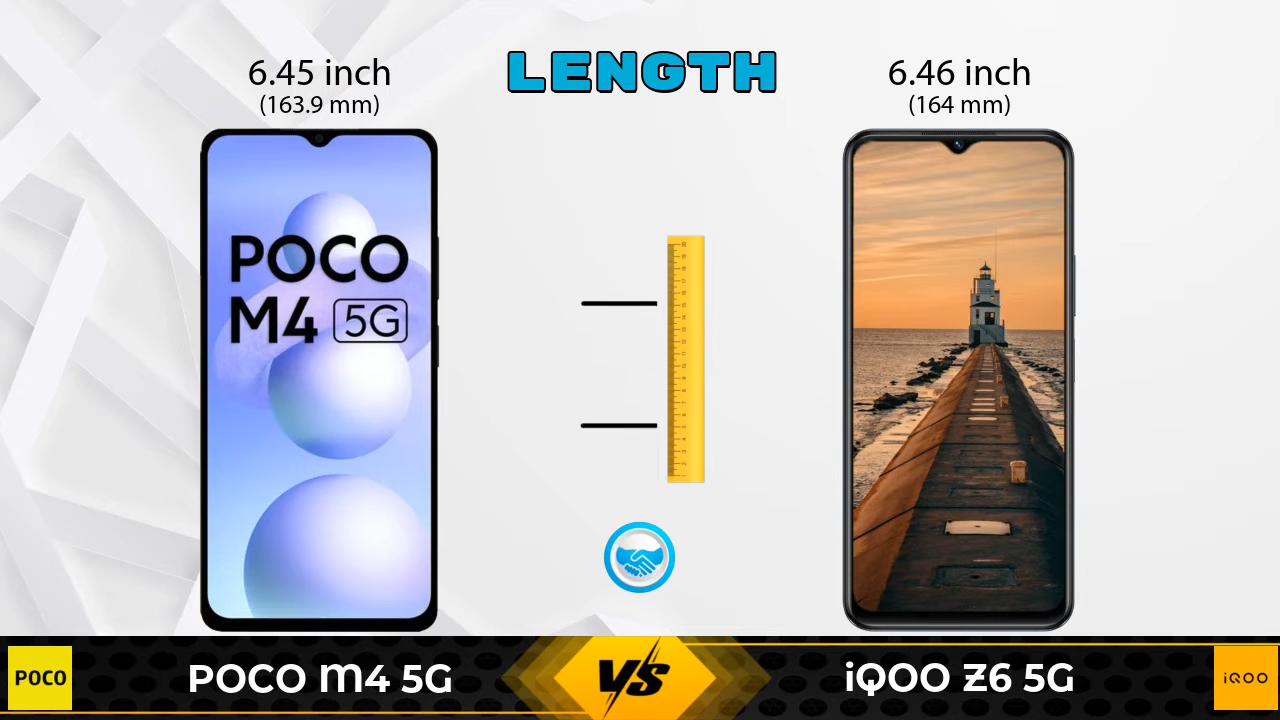 LENGTH
6.45 inch
(163.9 mm)
6.46 inch
(164 mm)
POCO
M4 5G
POCO
POCO M4 5G
VS
iQOO Z6 5G
iQOO